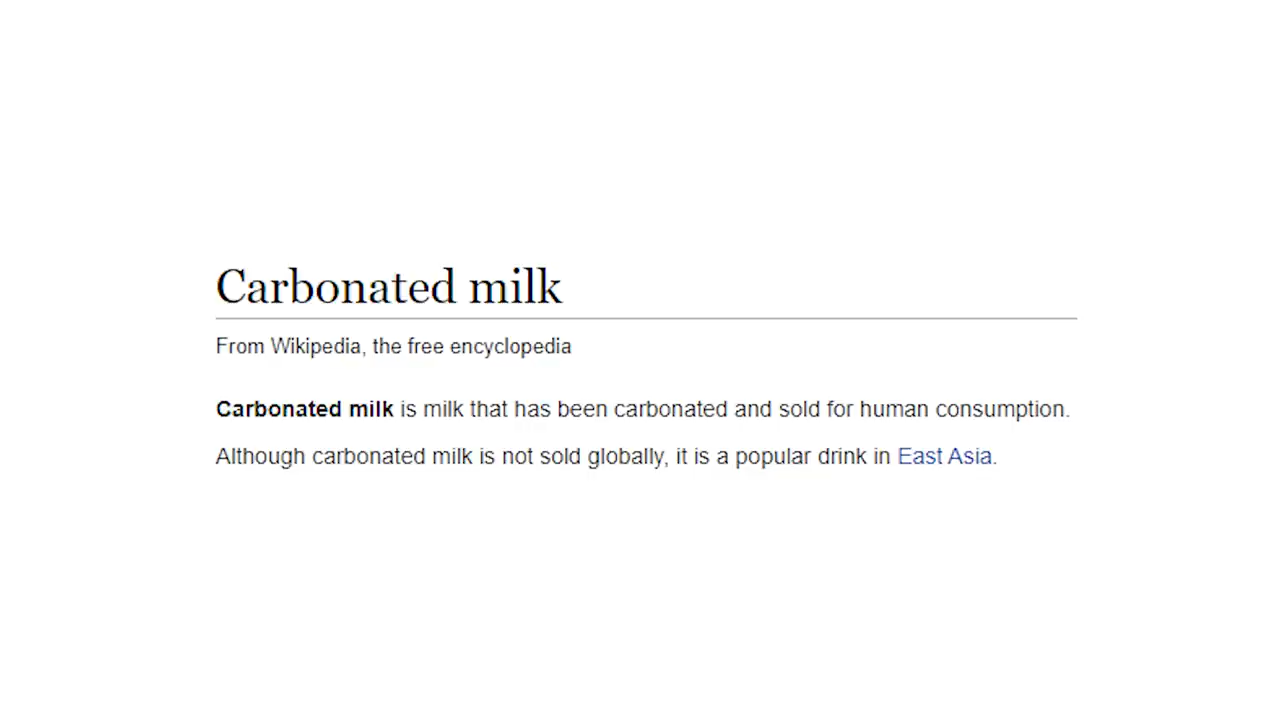 Carbonated milk
From Wikipedia, the free encyclopedia
Carbonated milk is milk that has been carbonated and sold for human consumption.
Although carbonated milk is not sold globally, it is a popular drink in East Asia.